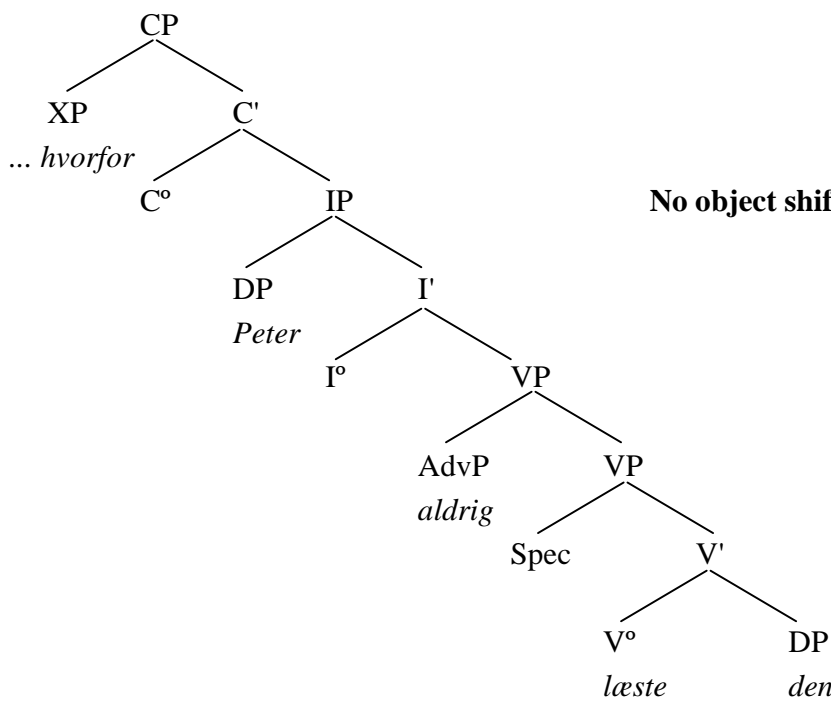 CP
XP C'
... hvorfor
Cº IP No object shif
DP I'
Peter
Iº VP
AdvP VP
aldrig
Spec V'
Vº DP
læste den